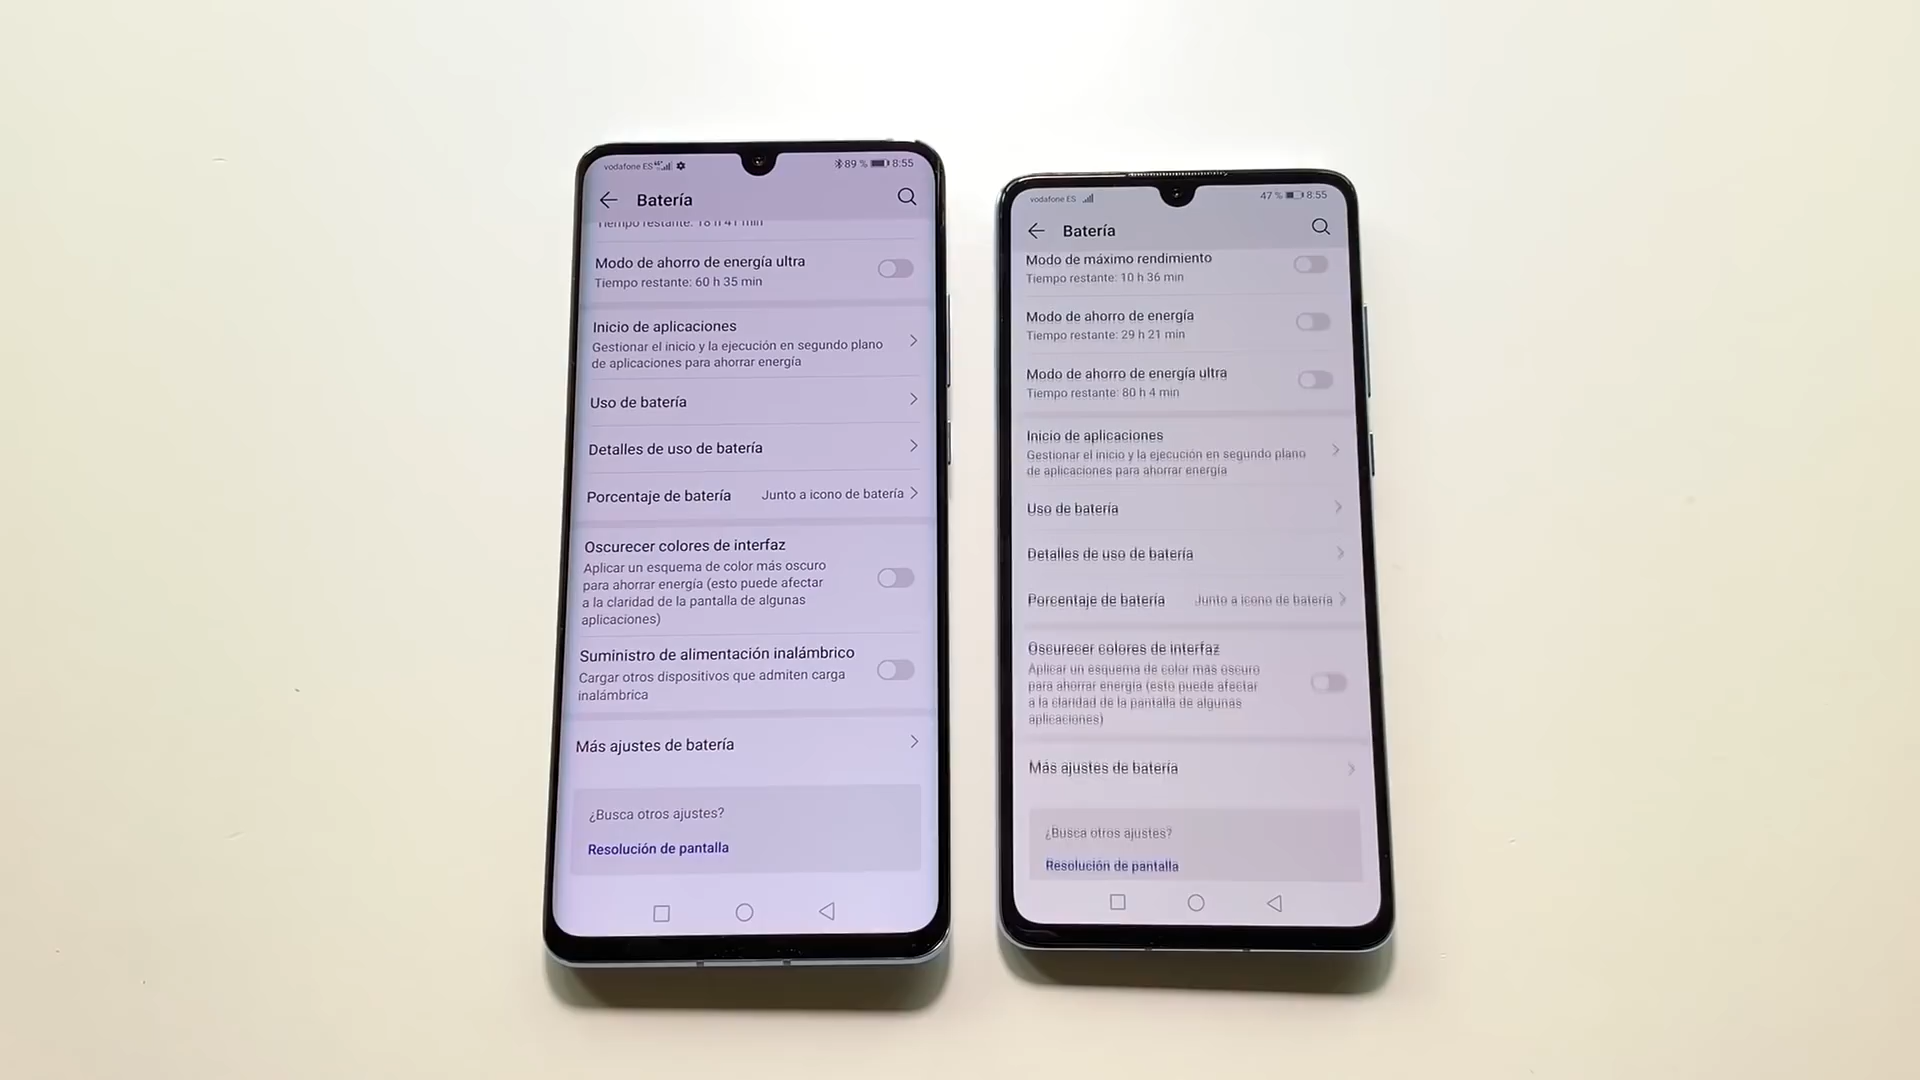 vodafone ES
89 %
8:55
Batería
Tiempo restante: 18 h 41 min
Modo de ahorro de energía ultra
Tiempo restante: 60 h 35 min
Inicio de aplicaciones
Gestionar el inicio y la ejecución en segundo plano
de aplicaciones para ahorrar energía
Uso de batería
Detalles de uso de batería
Porcentaje de batería Junto a icono de batería
Oscurecer colores de interfaz
Aplicar un esquema de color más oscuro
para ahorrar energía (esto puede afectar
a la claridad de la pantalla de algunas
aplicaciones)
Suministro de alimentación inalámbrico
Cargar otros dispositivos que admiten carga
inalámbrica
Más ajustes de batería
¿Busca otros ajustes?
Resolución de pantalla
vodafone ES
47 %
8:55
Batería
Modo de máximo rendimiento
Tiempo restante: 10 h 36 min
Modo de ahorro de energía
Tiempo restante: 29 h 21 min
Modo de ahorro de energía ultra
Tiempo restante: 80 h 4 min
Inicio de aplicaciones
Gestionar el inicio y la ejecución en segundo plano
de aplicaciones para ahorrar energía
Uso de batería
Detalles de uso de batería
Porcentaje de batería Junto a icono de batería
Oscurecer colores de interfaz
Aplicar un esquema de color más oscuro
para ahorrar energía (esto puede afectar
a la claridad de la pantalla de algunas
aplicaciones)
Más ajustes de batería
¿Busca otros ajustes?
Resolución de pantalla